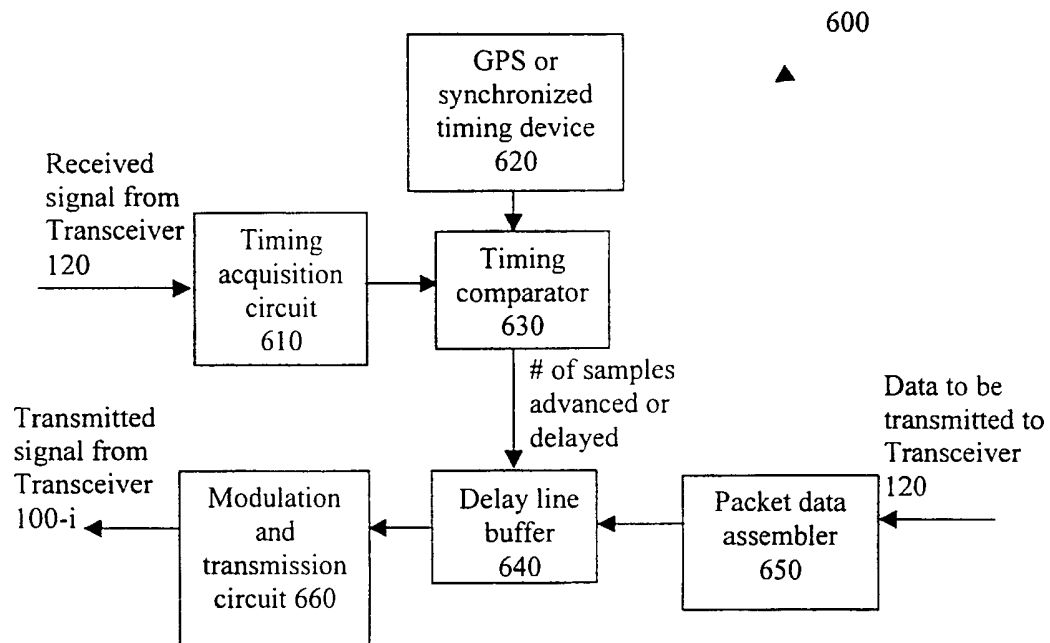 600
GPS or
synchronized
timing device
620
Received
signal from
Transceiver
120
Timing
acquisition
circuit
610
Timing
comparator
630
# of samples
advanced or
delayed
Data to be
transmitted to
Transceiver
120
Transmitted
signal from
Transceiver
100-i
Modulation
and
transmission
circuit 660
Delay line
buffer
640
Packet data
assembler
650